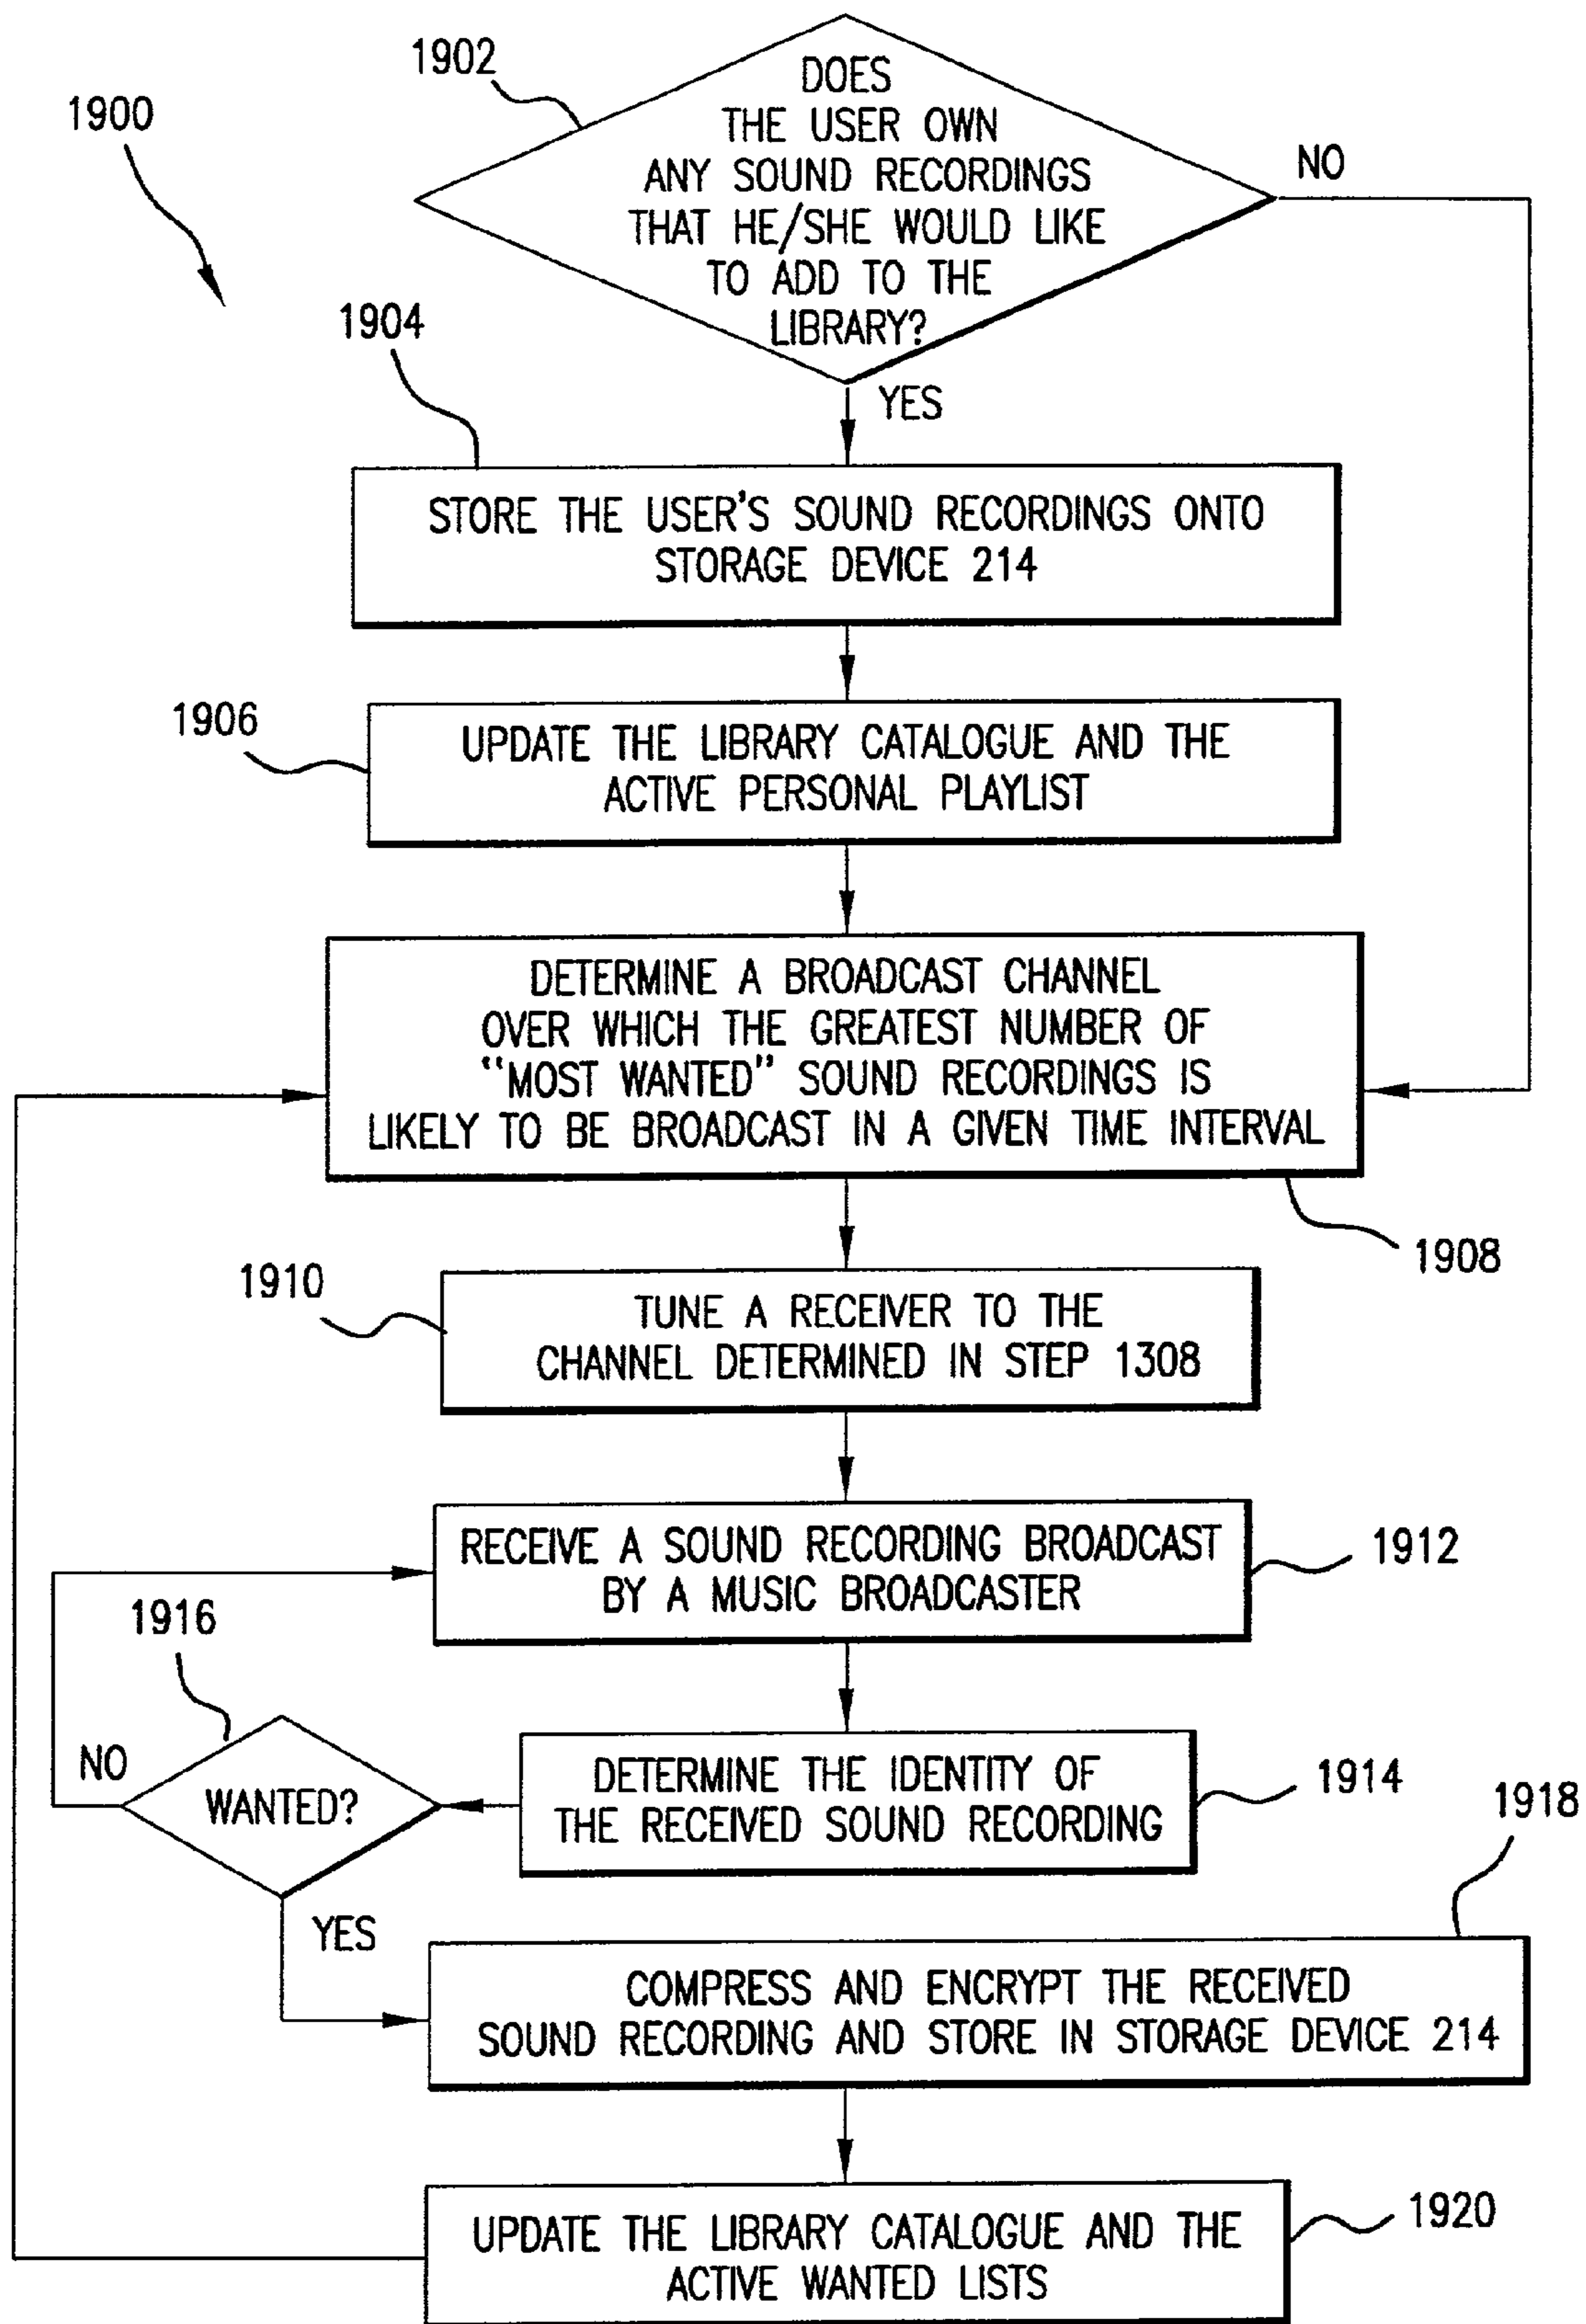 1900
1902
DOES
THE USER OWN
ANY SOUND RECORDINGS
THAT HE/SHE WOULD LIKE
TO ADD TO THE
LIBRARY?
NO
YES
1904
STORE THE USER'S SOUND RECORDINGS ONTO
STORAGE DEVICE 214
1906
UPDATE THE LIBRARY CATALOGUE AND THE
ACTIVE PERSONAL PLAYLIST
DETERMINE A BROADCAST CHANNEL
OVER WHICH THE GREATEST NUMBER OF
"MOST WANTED" SOUND RECORDINGS IS
LIKELY TO BE BROADCAST IN A GIVEN TIME INTERVAL
1908
1910
TUNE A RECEIVER TO THE
CHANNEL DETERMINED IN STEP 1308
RECEIVE A SOUND RECORDING BROADCAST
BY A MUSIC BROADCASTER
1912
DETERMINE THE IDENTITY OF
THE RECEIVED SOUND RECORDING
1914
1916
WANTED?
NO
YES
1918
COMPRESS AND ENCRYPT THE RECEIVED
SOUND RECORDING AND STORE IN STORAGE DEVICE 214
UPDATE THE LIBRARY CATALOGUE AND THE
ACTIVE WANTED LISTS
1920